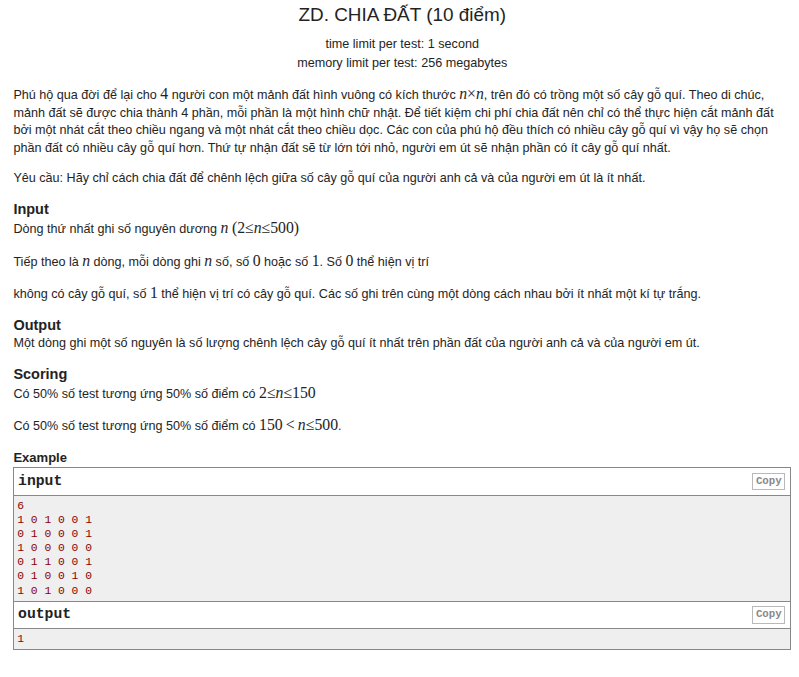 ZD. CHIA ĐẤT (10 điểm)
time limit per test: 1 second
memory limit per test: 256 megabytes
Phú hộ qua đời để lại cho 4 người con một mảnh đất hình vuông có kích thước n×n, trên đó có trồng một số cây gỗ quí. Theo di chúc,
mảnh đất sẽ được chia thành 4 phần, mỗi phần là một hình chữ nhật. Để tiết kiệm chi phí chia đất nên chỉ có thể thực hiện cắt mảnh đất
bởi một nhát cắt theo chiều ngang và một nhát cắt theo chiều dọc. Các con của phú hộ đều thích có nhiều cây gỗ quí vì vậy họ sẽ chọn
phần đất có nhiều cây gỗ quí hơn. Thứ tự nhận đất sẽ từ lớn tới nhỏ, người em út sẽ nhận phần có ít cây gỗ quí nhất.
Yêu cầu: Hãy chỉ cách chia đất để chênh lệch giữa số cây gỗ quí của người anh cả và của người em út là ít nhất.
Input
Dòng thứ nhất ghi số nguyên dương n (2≤n≤500)
Tiếp theo là n dòng, mỗi dòng ghi n số, số 0 hoặc số 1. Số 0 thể hiện vị trí
không có cây gỗ quí, số 1 thể hiện vị trí có cây gỗ quí. Các số ghi trên cùng một dòng cách nhau bởi ít nhất một kí tự trắng.
Output
Một dòng ghi một số nguyên là số lượng chênh lệch cây gỗ quí ít nhất trên phần đất của người anh cả và của người em út.
Scoring
Có 50% số test tương ứng 50% số điểm có 2≤n≤150
Có 50% số test tương ứng 50% số điểm có 150 < n≤500.
Example
input Copy
6
1 0 1 0 0 1
0 1 0 0 0 1
1 0 0 0 0 0
0 1 1 0 0 1
0 1 0 0 1 0
1 0 1 0 0 0
output Copy
1